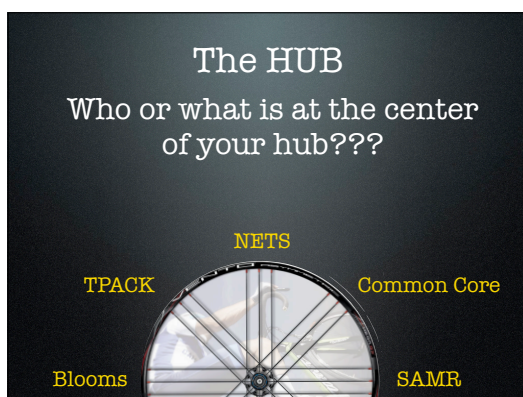 The HUB
Who or what is at the center
of your hub???
NETS
TPACK
Common Core
Blooms
SAMR